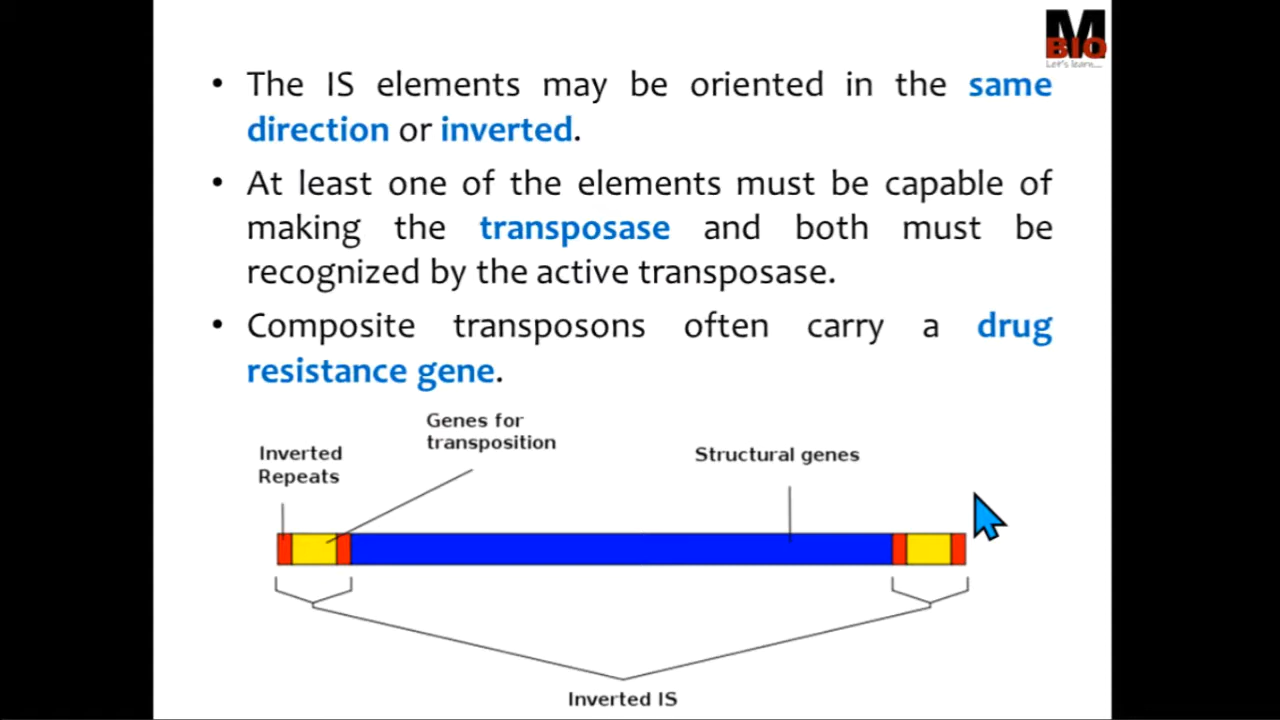 M
BIO
Let's learn....
• The IS elements may be oriented in the same
direction or inverted.
• At least one of the elements must be capable of
making the transposase and both must be
recognized by the active transposase.
• Composite transposons often carry a drug
resistance gene.
Genes for
transposition
Inverted
Repeats
Structural genes
Inverted IS